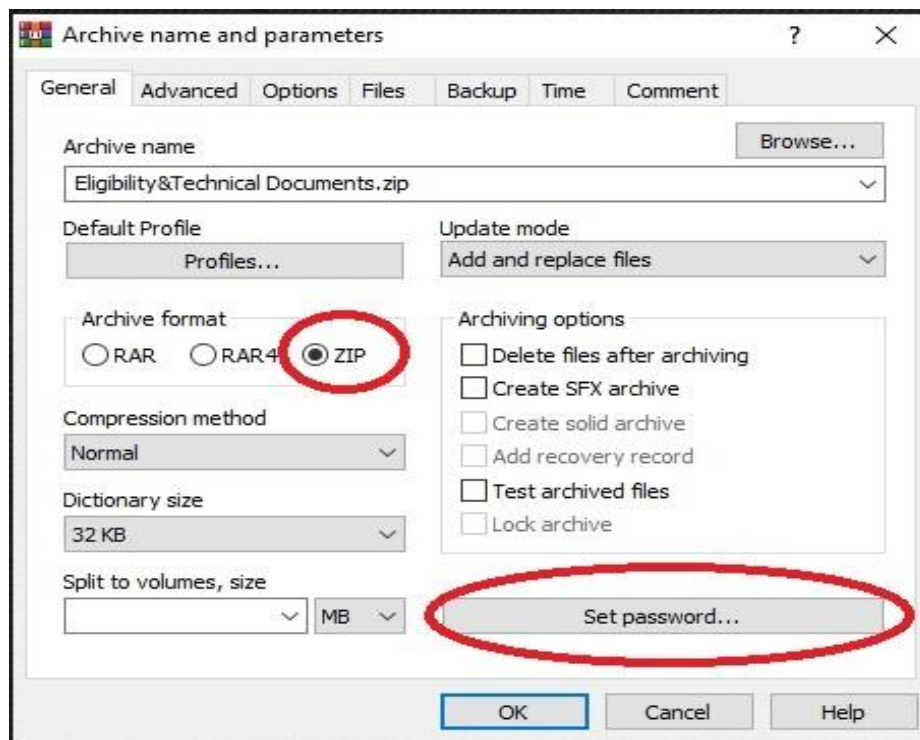 Archive name and parameters
?
General Advanced Options Files Backup Time Comment
Archive name
Browse...
Eligibility&Technical Documents.zip
Default Profile
Profiles...
Update mode
Add and replace files
Archive format
RAR RAR4 ZIP
Compression method
Normal
Dictionary size
32 KB
Split to volumes, size
MB
Archiving options
Delete files after archiving
Create SFX archive
Create solid archive
Add recovery record
Test archived files
Lock archive
Set password...
OK Cancel Help